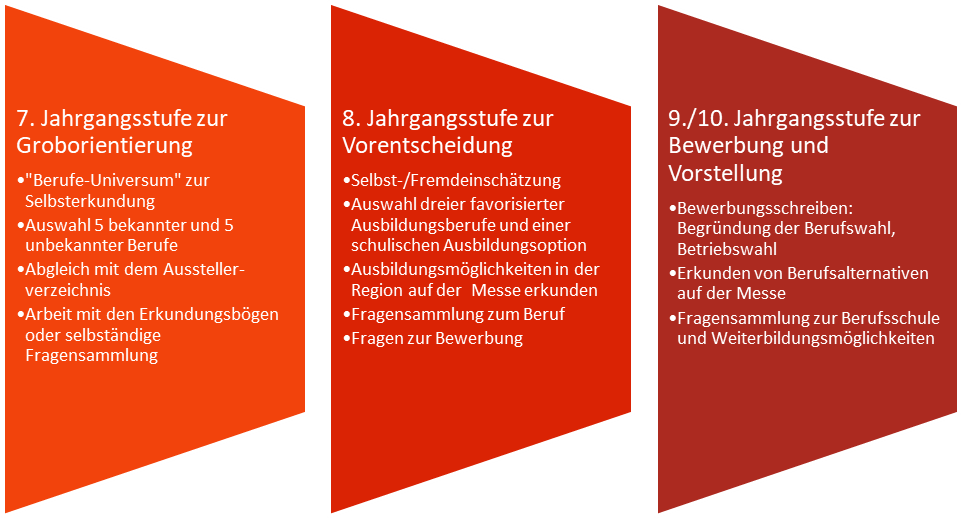 7. Jahrgangsstufe zur
Groborientierung
•"Berufe-Universum" zur
Selbsterkundung
•Auswahl 5 bekannter und 5
unbekannter Berufe
•Abgleich mit dem Aussteller-
verzeichnis
•Arbeit mit den Erkundungsbögen
oder selbständige
Fragensammlung
8. Jahrgangsstufe zur
Vorentscheidung
•Selbst-/Fremdeinschätzung
•Auswahl dreier favorisierter
Ausbildungsberufe und einer
schulischen Ausbildungsoption
•Ausbildungsmöglichkeiten in der
Region auf der Messe erkunden
•Fragensammlung zum Beruf
•Fragen zur Bewerbung
9./10. Jahrgangsstufe zur
Bewerbung und
Vorstellung
•Bewerbungsschreiben:
Begründung der Berufswahl,
Betriebswahl
•Erkunden von Berufsalternativen
auf der Messe
•Fragensammlung zur Berufsschule
und Weiterbildungsmöglichkeiten